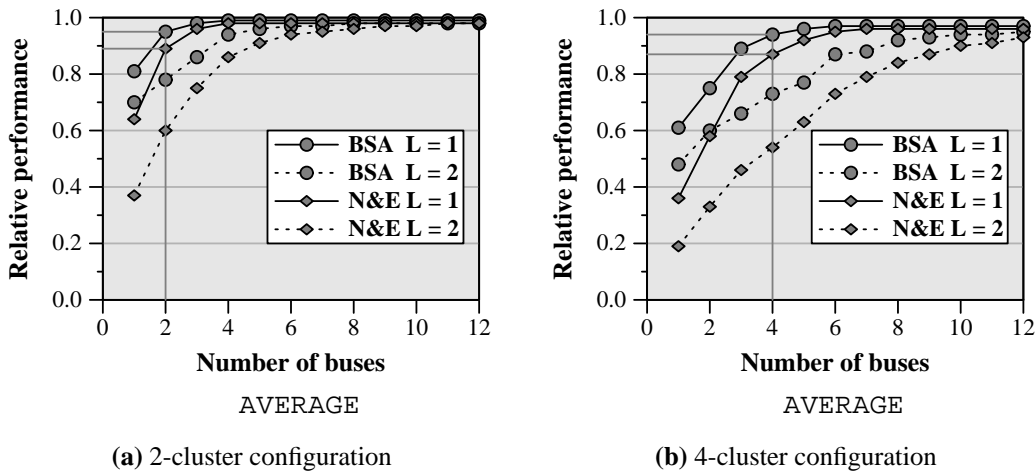 Relative performance
1.0
0.8
0.6
0.4
0.2
0.0
BSA L = 1
BSA L = 2
N&E L = 1
N&E L = 2
0 2 4 6 8 10 12
Number of buses
AVERAGE
(a) 2-cluster configuration
Relative performance
1.0
0.8
0.6
0.4
0.2
0.0
BSA L = 1
BSA L = 2
N&E L = 1
N&E L = 2
0 2 4 6 8 10 12
Number of buses
AVERAGE
(b) 4-cluster configuration